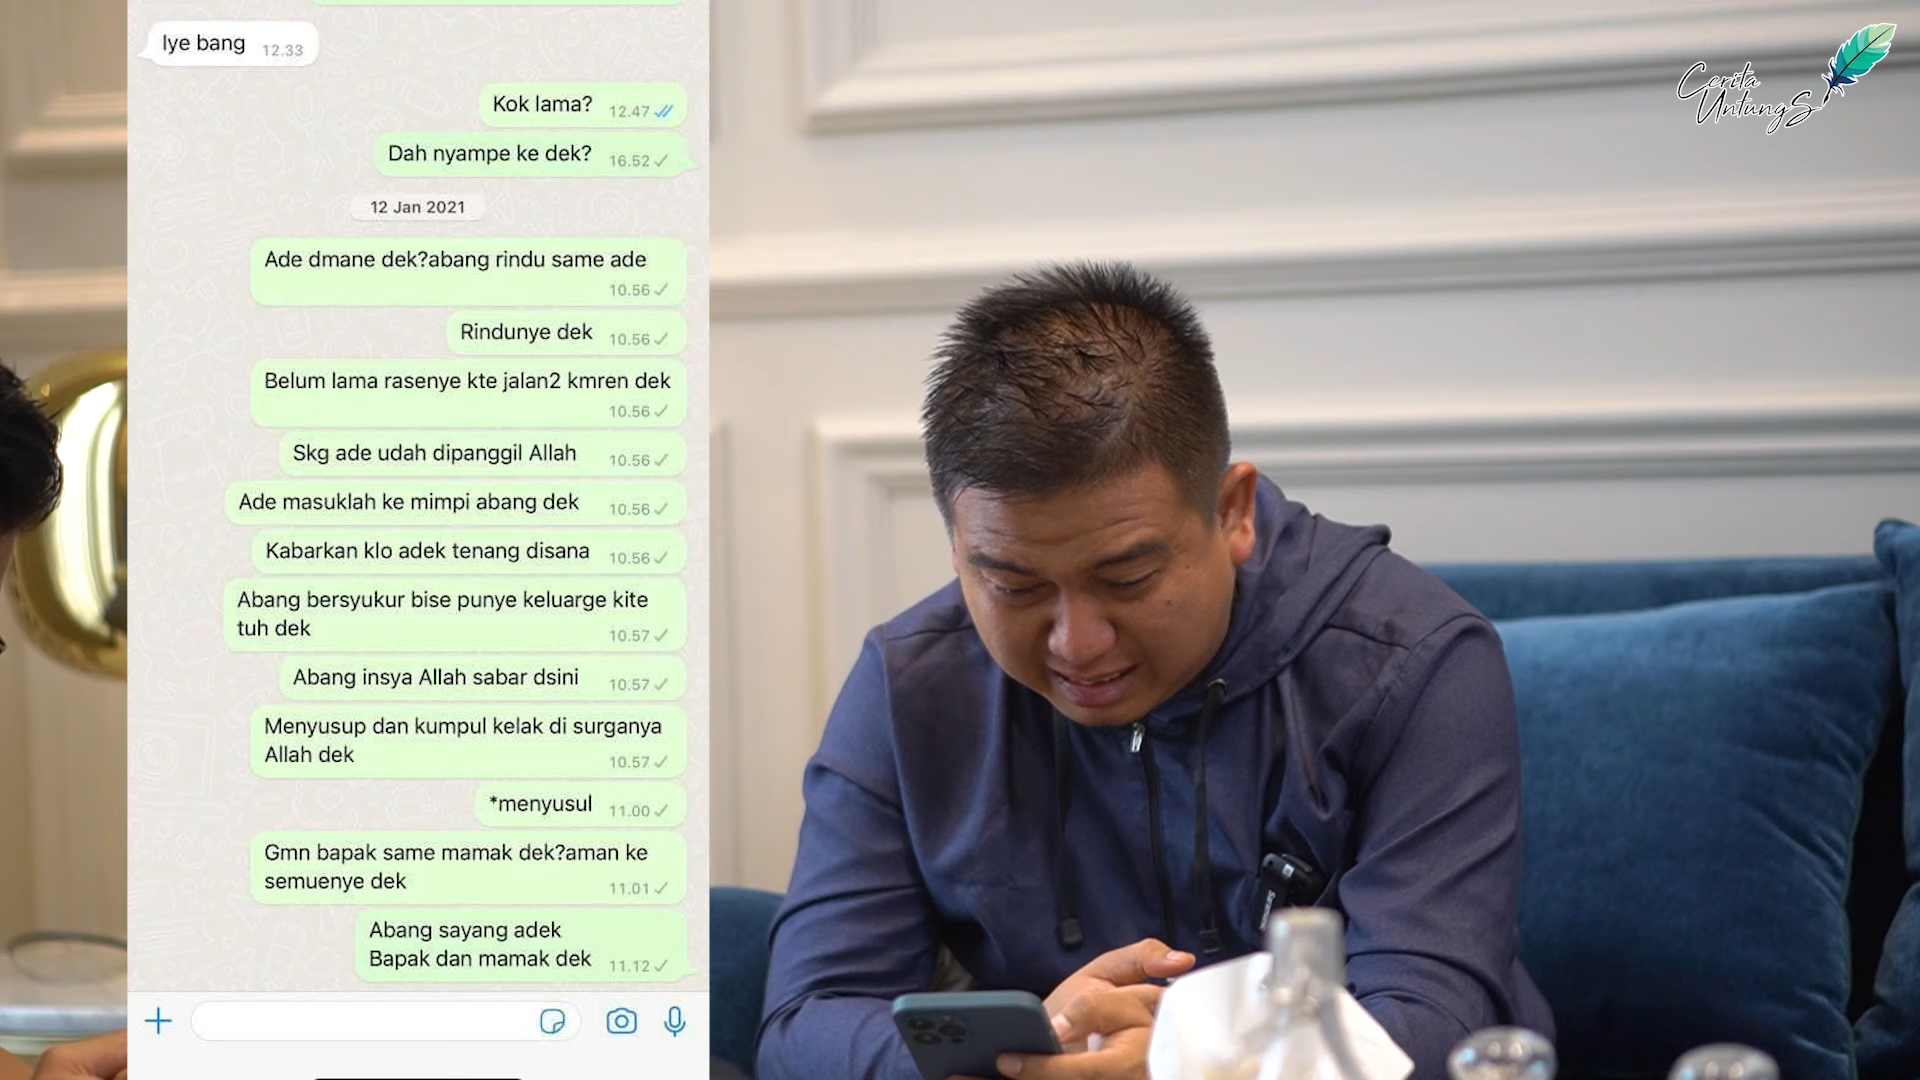 Iye bang 12.33
Kok lama? 12.47
Dah nyampe ke dek? 16.52
12 Jan 2021
Ade dmane dek?abang rindu same ade
10.56
Rindunye dek 10.56
Belum lama rasenye kte jalan2 kmren dek
10.56
Skg ade udah dipanggil Allah 10.56
Ade masuklah ke mimpi abang dek 10.56
Kabarkan klo adek tenang disana 10.56
Abang bersyukur bise punye keluarge kite
tuh dek 10.57
Abang insya Allah sabar dsini 10.57
Menyusup dan kumpul kelak di surganya
Allah dek 10.57
*menyusul 11.00
Gmn bapak same mamak dek?aman ke
semuenye dek 11.01
Abang sayang adek
Bapak dan mamak dek 11.12
Cerita
UntungS